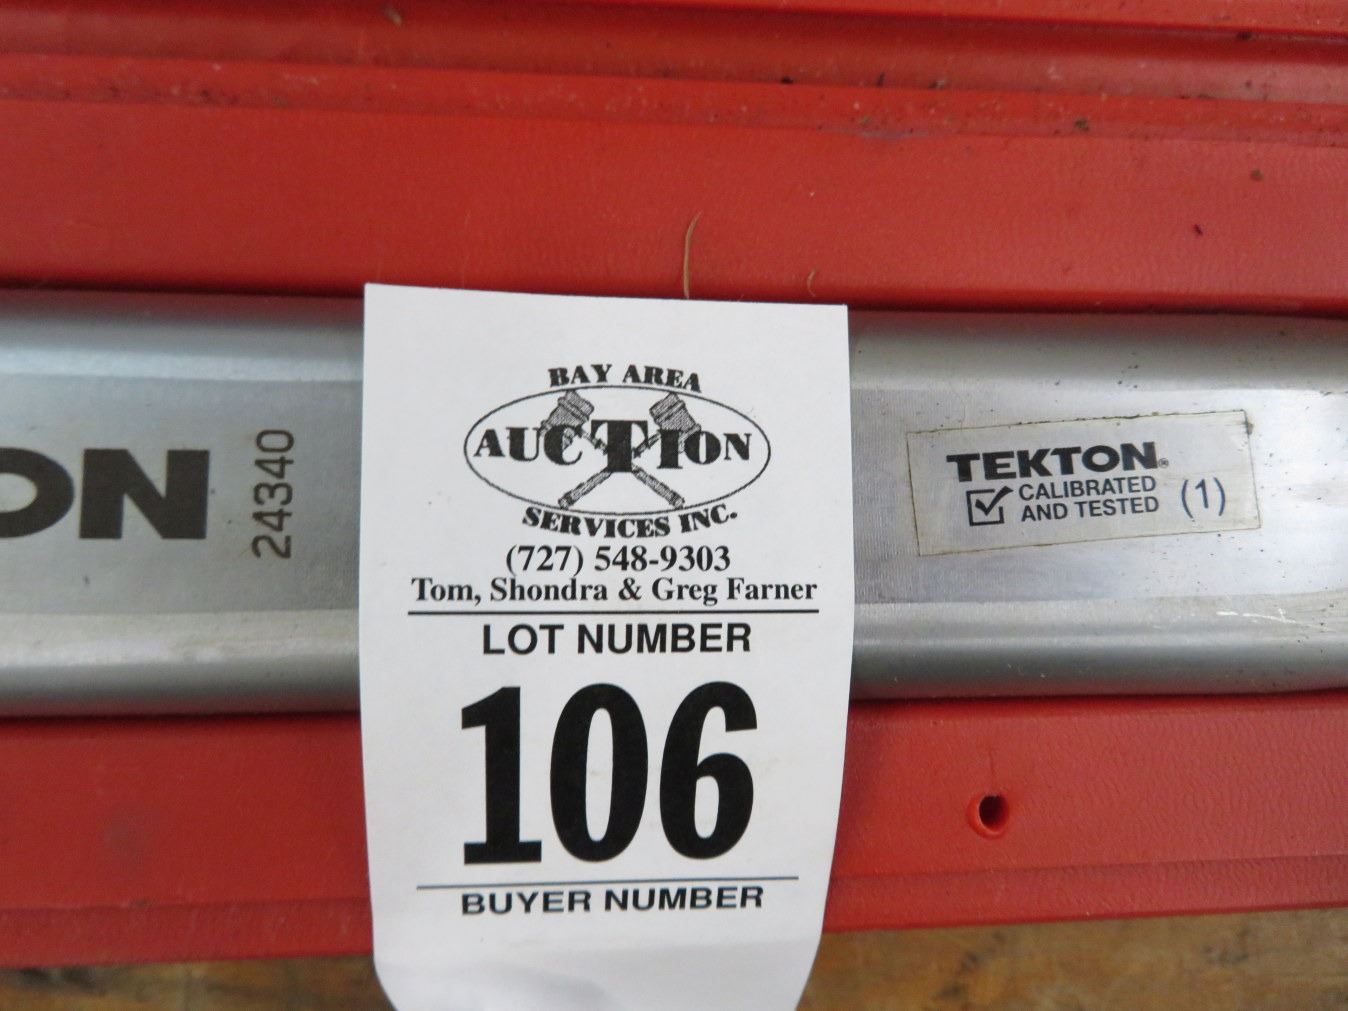 ON
24340
BAY AREA
AUCTION
SERVICES INC.
(727) 548-9303
Tom, Shondra & Greg Farner
LOT NUMBER
106
BUYER NUMBER
TEKTON®
CALIBRATED
AND TESTED
(1)